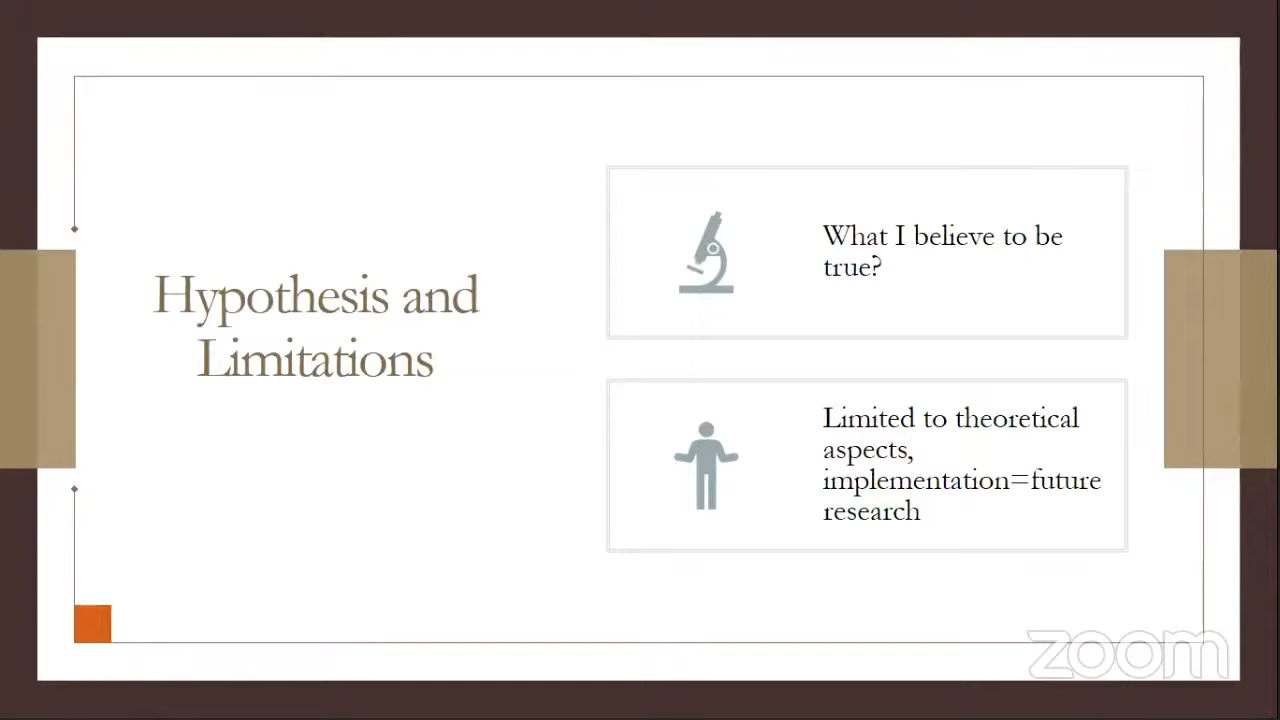 Hypothesis and
Limitations
What I believe to be
true?
Limited to theoretical
aspects,
implementation=future
research
zoom